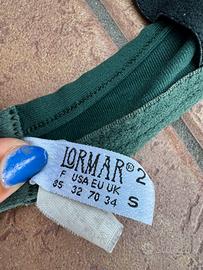 LORMAR® 2
F USA EU UK
85 32 70 34 S